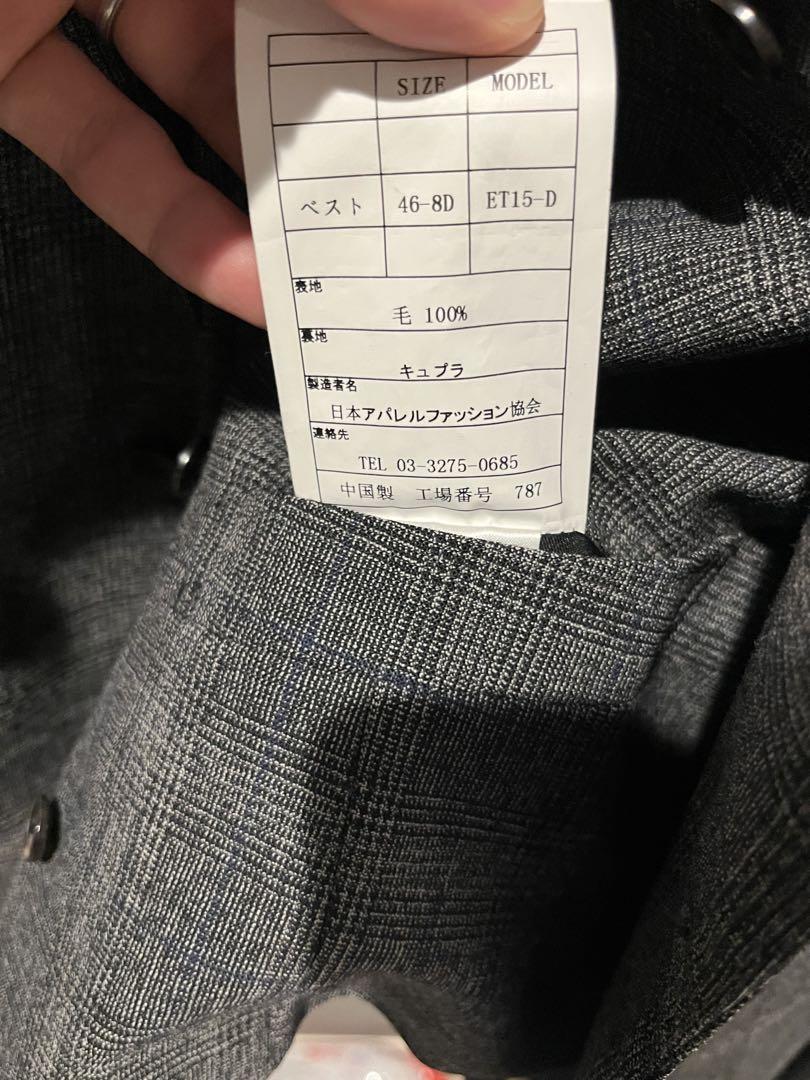 SIZE MODEL
ベスト 46-8D ET15-D
表地
毛 100%
裏地
キュプラ
製造者名
日本アパレルファッション協会
連絡先
TEL 03-3275-0685
中国製 工場番号 787